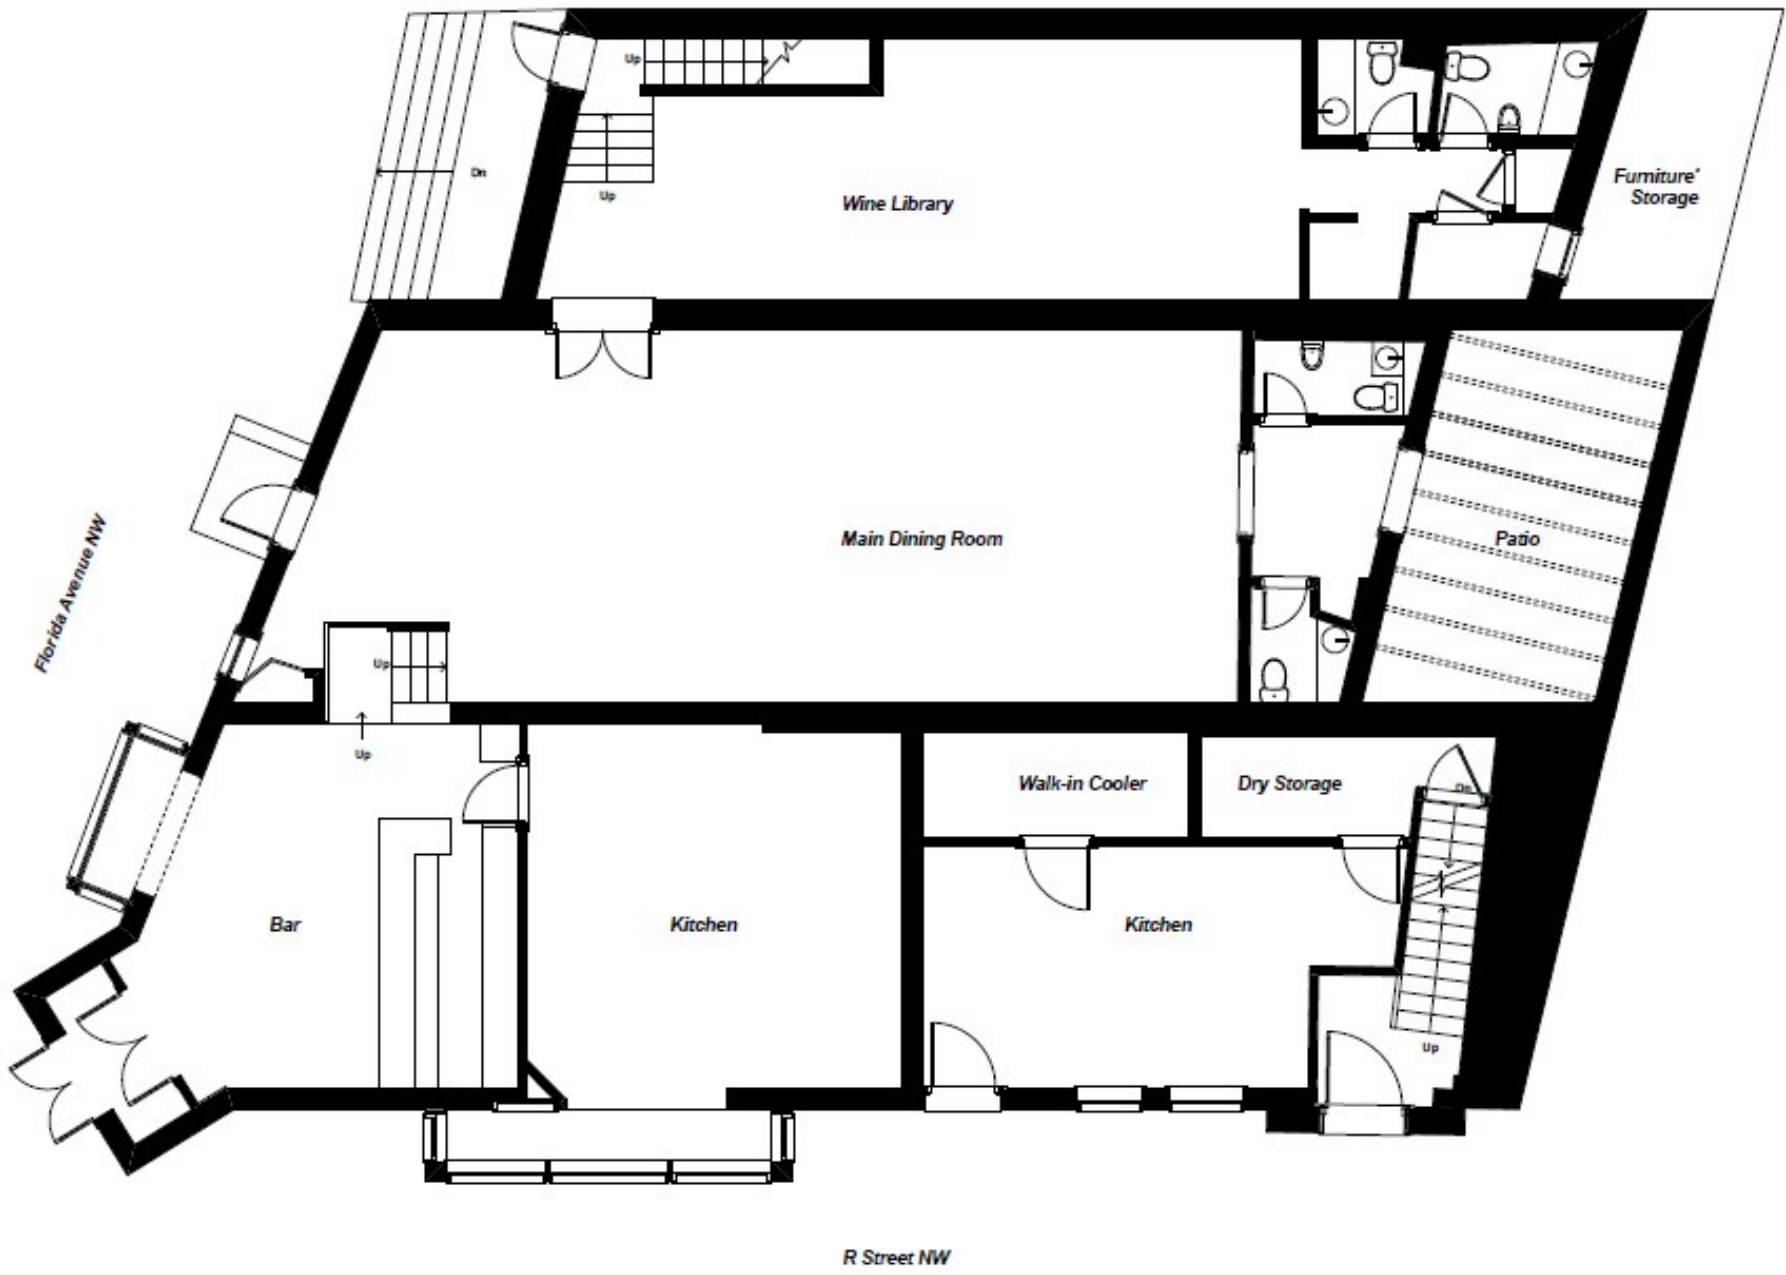 Up
Dn
Up
Wine Library
Furniture'
Storage
Florida Avenue NW
Main Dining Room
Patio
Up
Up
Walk-in Cooler
Dry Storage
Dn
Bar
Kitchen
Kitchen
Up
R Street NW